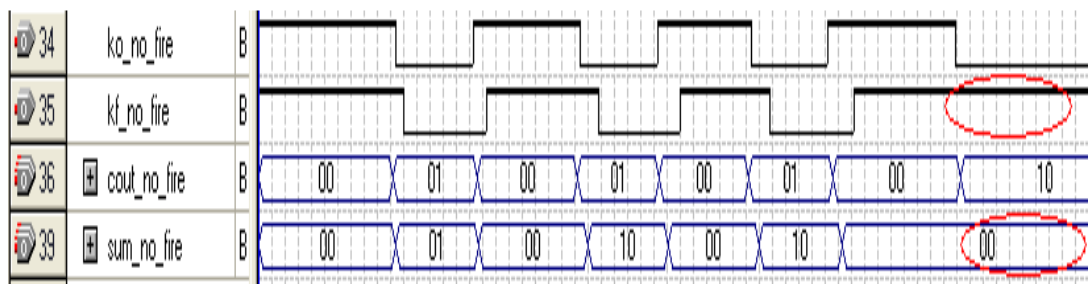 34 ko_no_fire B
35 kf_no_fire B
36 + cout_no_fire B 00 01 00 01 00 01 00 10
39 + sum_no_fire B 00 01 00 10 00 10 00